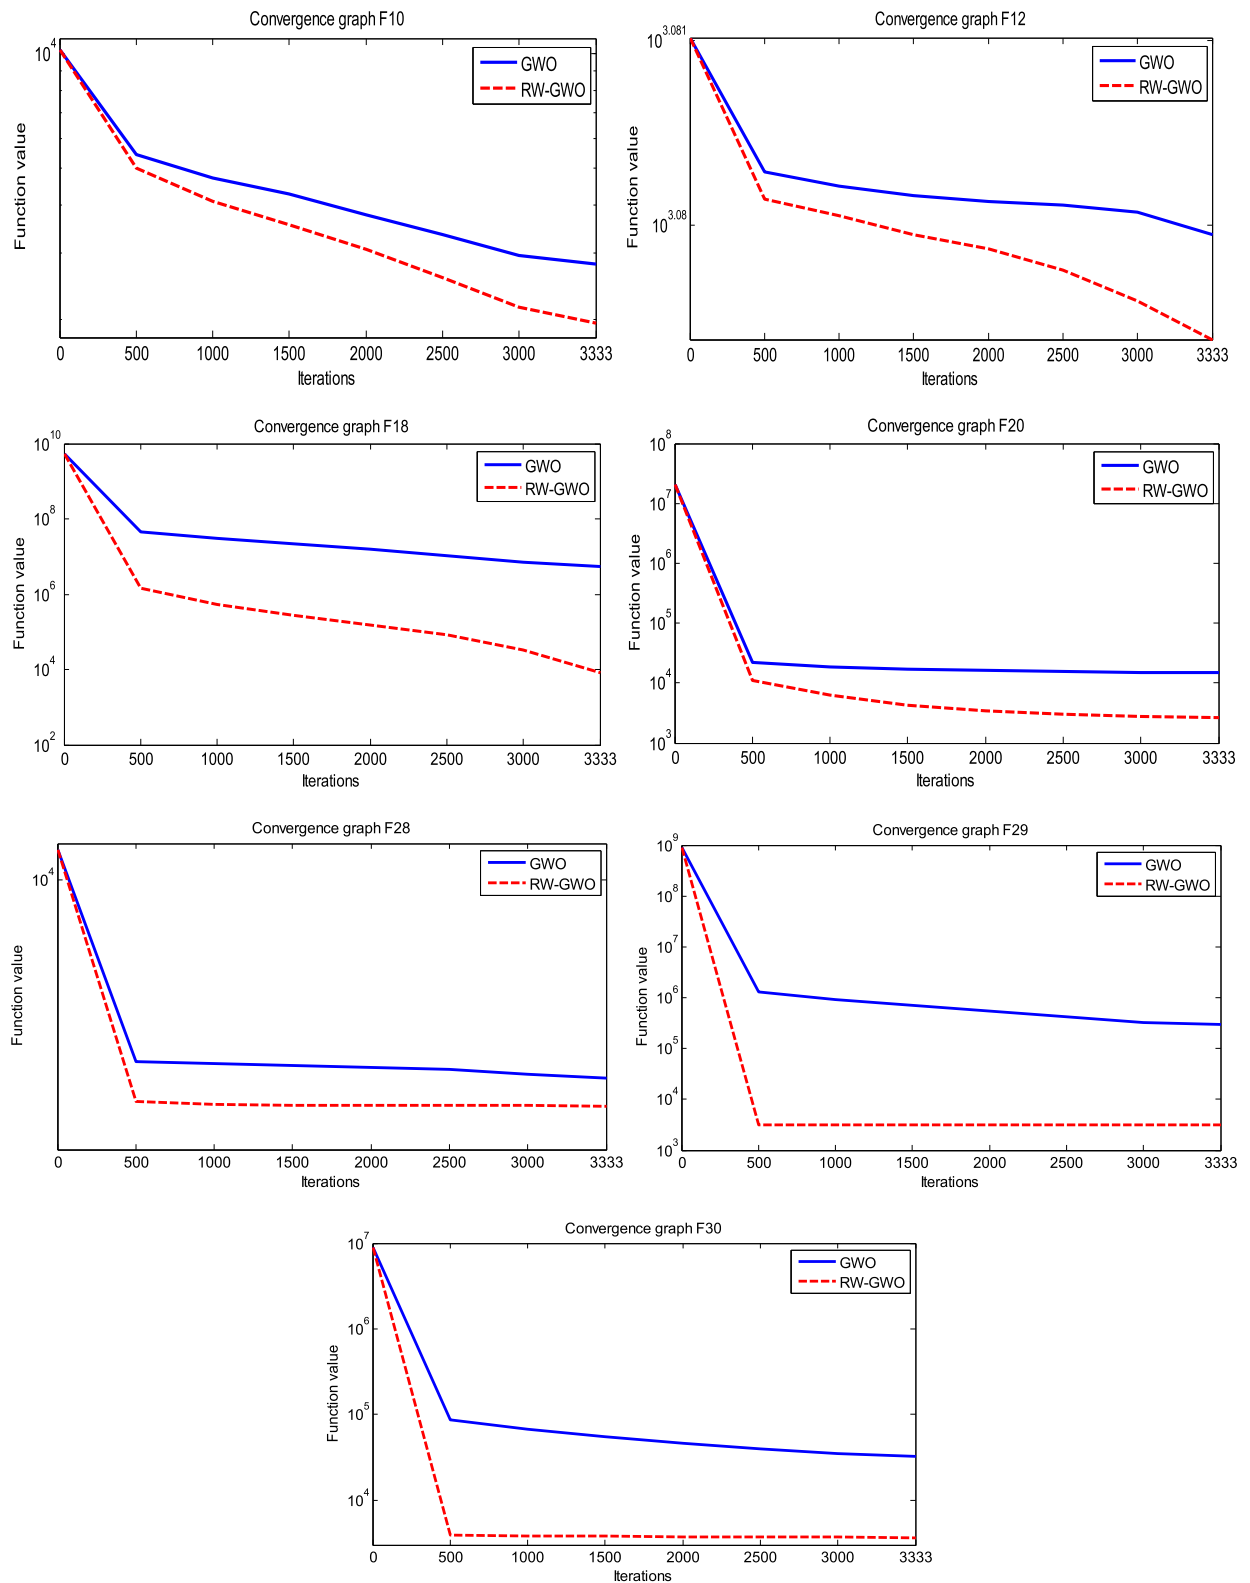 Convergence graph F10
10^4
GWO
RW-GWO
Function value
0 500 1000 1500 2000 2500 3000 3333
Iterations
Convergence graph F12
10^3.081
10^3.08
GWO
RW-GWO
Function value
0 500 1000 1500 2000 2500 3000 3333
Iterations
Convergence graph F18
10^10
10^8
10^6
10^4
10^2
GWO
RW-GWO
Function value
0 500 1000 1500 2000 2500 3000 3333
Iterations
Convergence graph F20
10^8
10^7
10^6
10^5
10^4
10^3
GWO
RW-GWO
Function value
0 500 1000 1500 2000 2500 3000 3333
Iterations
Convergence graph F28
10^4
GWO
RW-GWO
Function value
0 500 1000 1500 2000 2500 3000 3333
Iterations
Convergence graph F29
10^9
10^8
10^7
10^6
10^5
10^4
10^3
GWO
RW-GWO
Function value
0 500 1000 1500 2000 2500 3000 3333
Iterations
Convergence graph F30
10^7
10^6
10^5
10^4
GWO
RW-GWO
Function value
0 500 1000 1500 2000 2500 3000 3333
Iterations